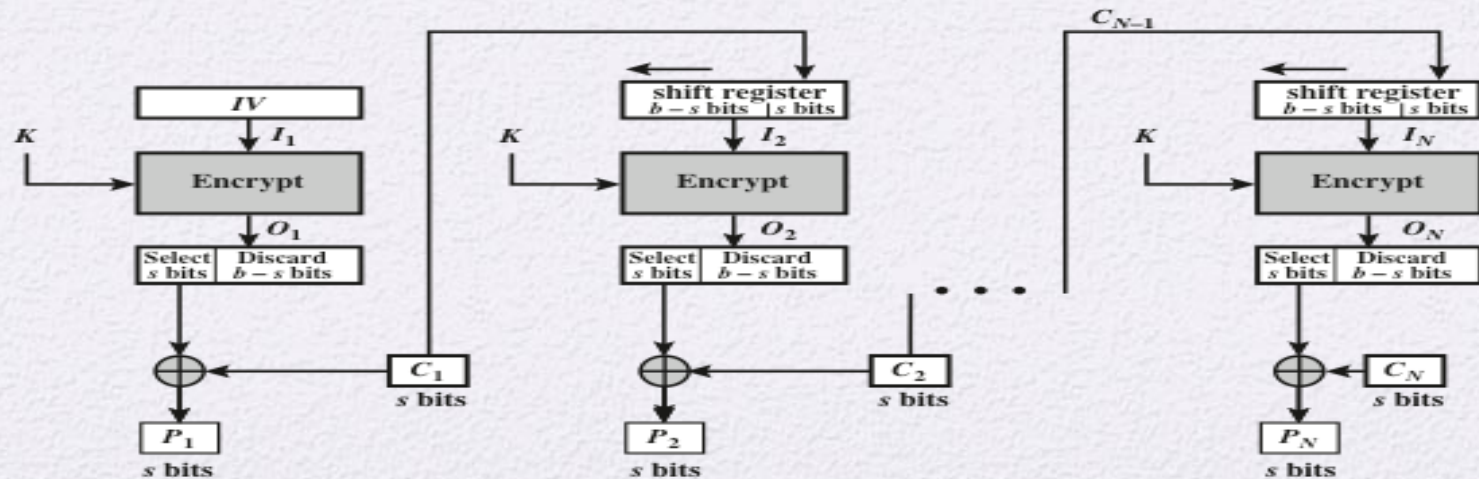 C_{N-1}
IV
shift register
b – s bits | s bits
shift register
b – s bits | s bits
K
I_1
K
I_2
K
I_N
Encrypt
Encrypt
Encrypt
O_1
O_2
O_N
Select
s bits
Discard
b – s bits
Select
s bits
Discard
b – s bits
Select
s bits
Discard
b – s bits
• • •
C_1
s bits
C_2
s bits
C_N
s bits
P_1
s bits
P_2
s bits
P_N
s bits